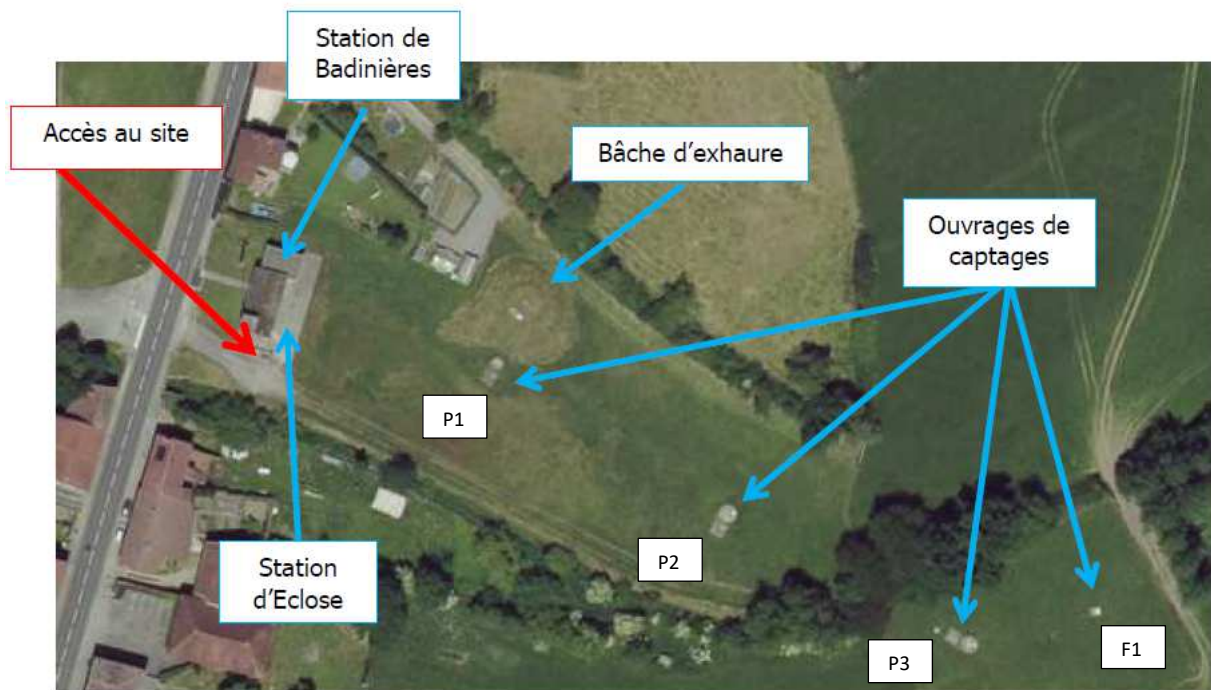 Station de
Badinières
Accès au site
Bâche d'exhaure
Ouvrages de
captages
P1
Station
d'Eclose
P2
P3
F1